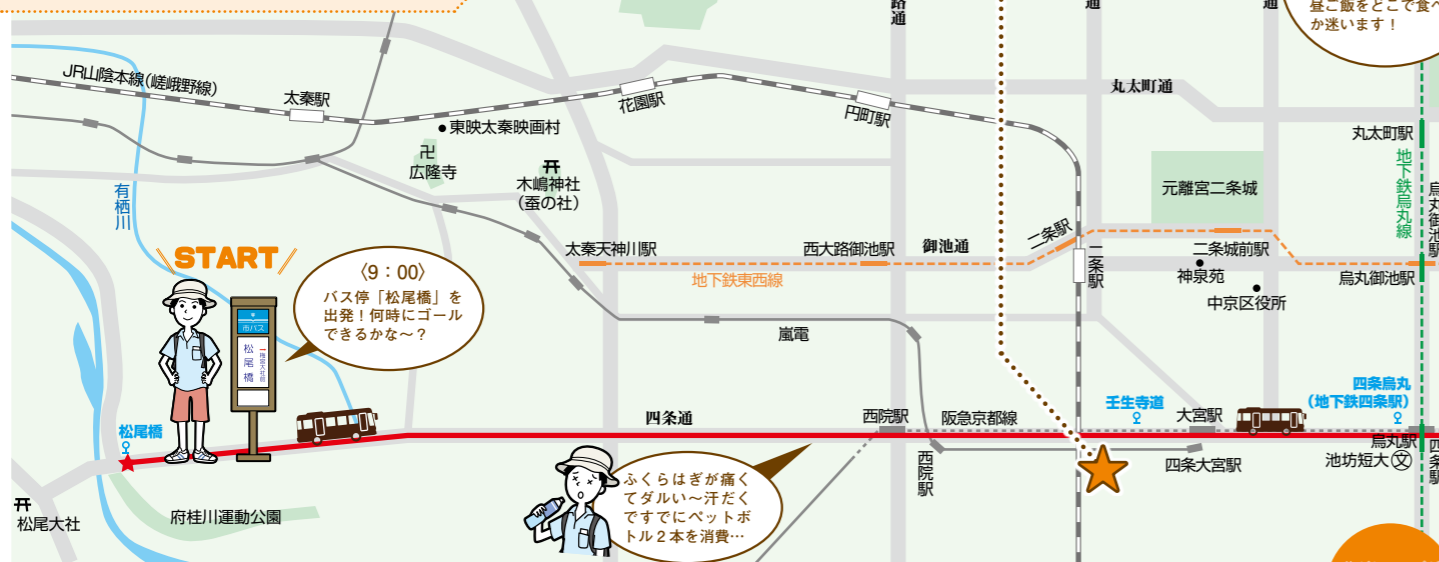 昼ご飯をどこで食べ
か迷います！
路通
通
通
JR山陰本線（嵯峨野線）
太秦駅
花園駅
円町駅
丸太町通
丸太町駅
東映太秦映画村
卍
広隆寺
木嶋神社
（蚕の社）
有栖川
元離宮二条城
地下鉄烏丸線
烏丸御池駅
START
太秦天神川駅
西大路御池駅
御池通
二条駅
二条駅
二条城前駅
神泉苑
中京区役所
烏丸御池駅
地下鉄東西線
〈9：00〉
バス停「松尾橋」を
出発！何時にゴール
できるかな〜？
市バス
松尾橋
嵐電
松尾橋
四条通
西院駅
阪急京都線
壬生寺道
大宮駅
四条烏丸
（地下鉄四条駅）
烏丸駅
四条駅
池坊短大
文
西院駅
四条大宮駅
松尾大社
府桂川運動公園
ふくらはぎが痛く
てダルい〜汗だく
ですでにペットボ
トル２本を消費…